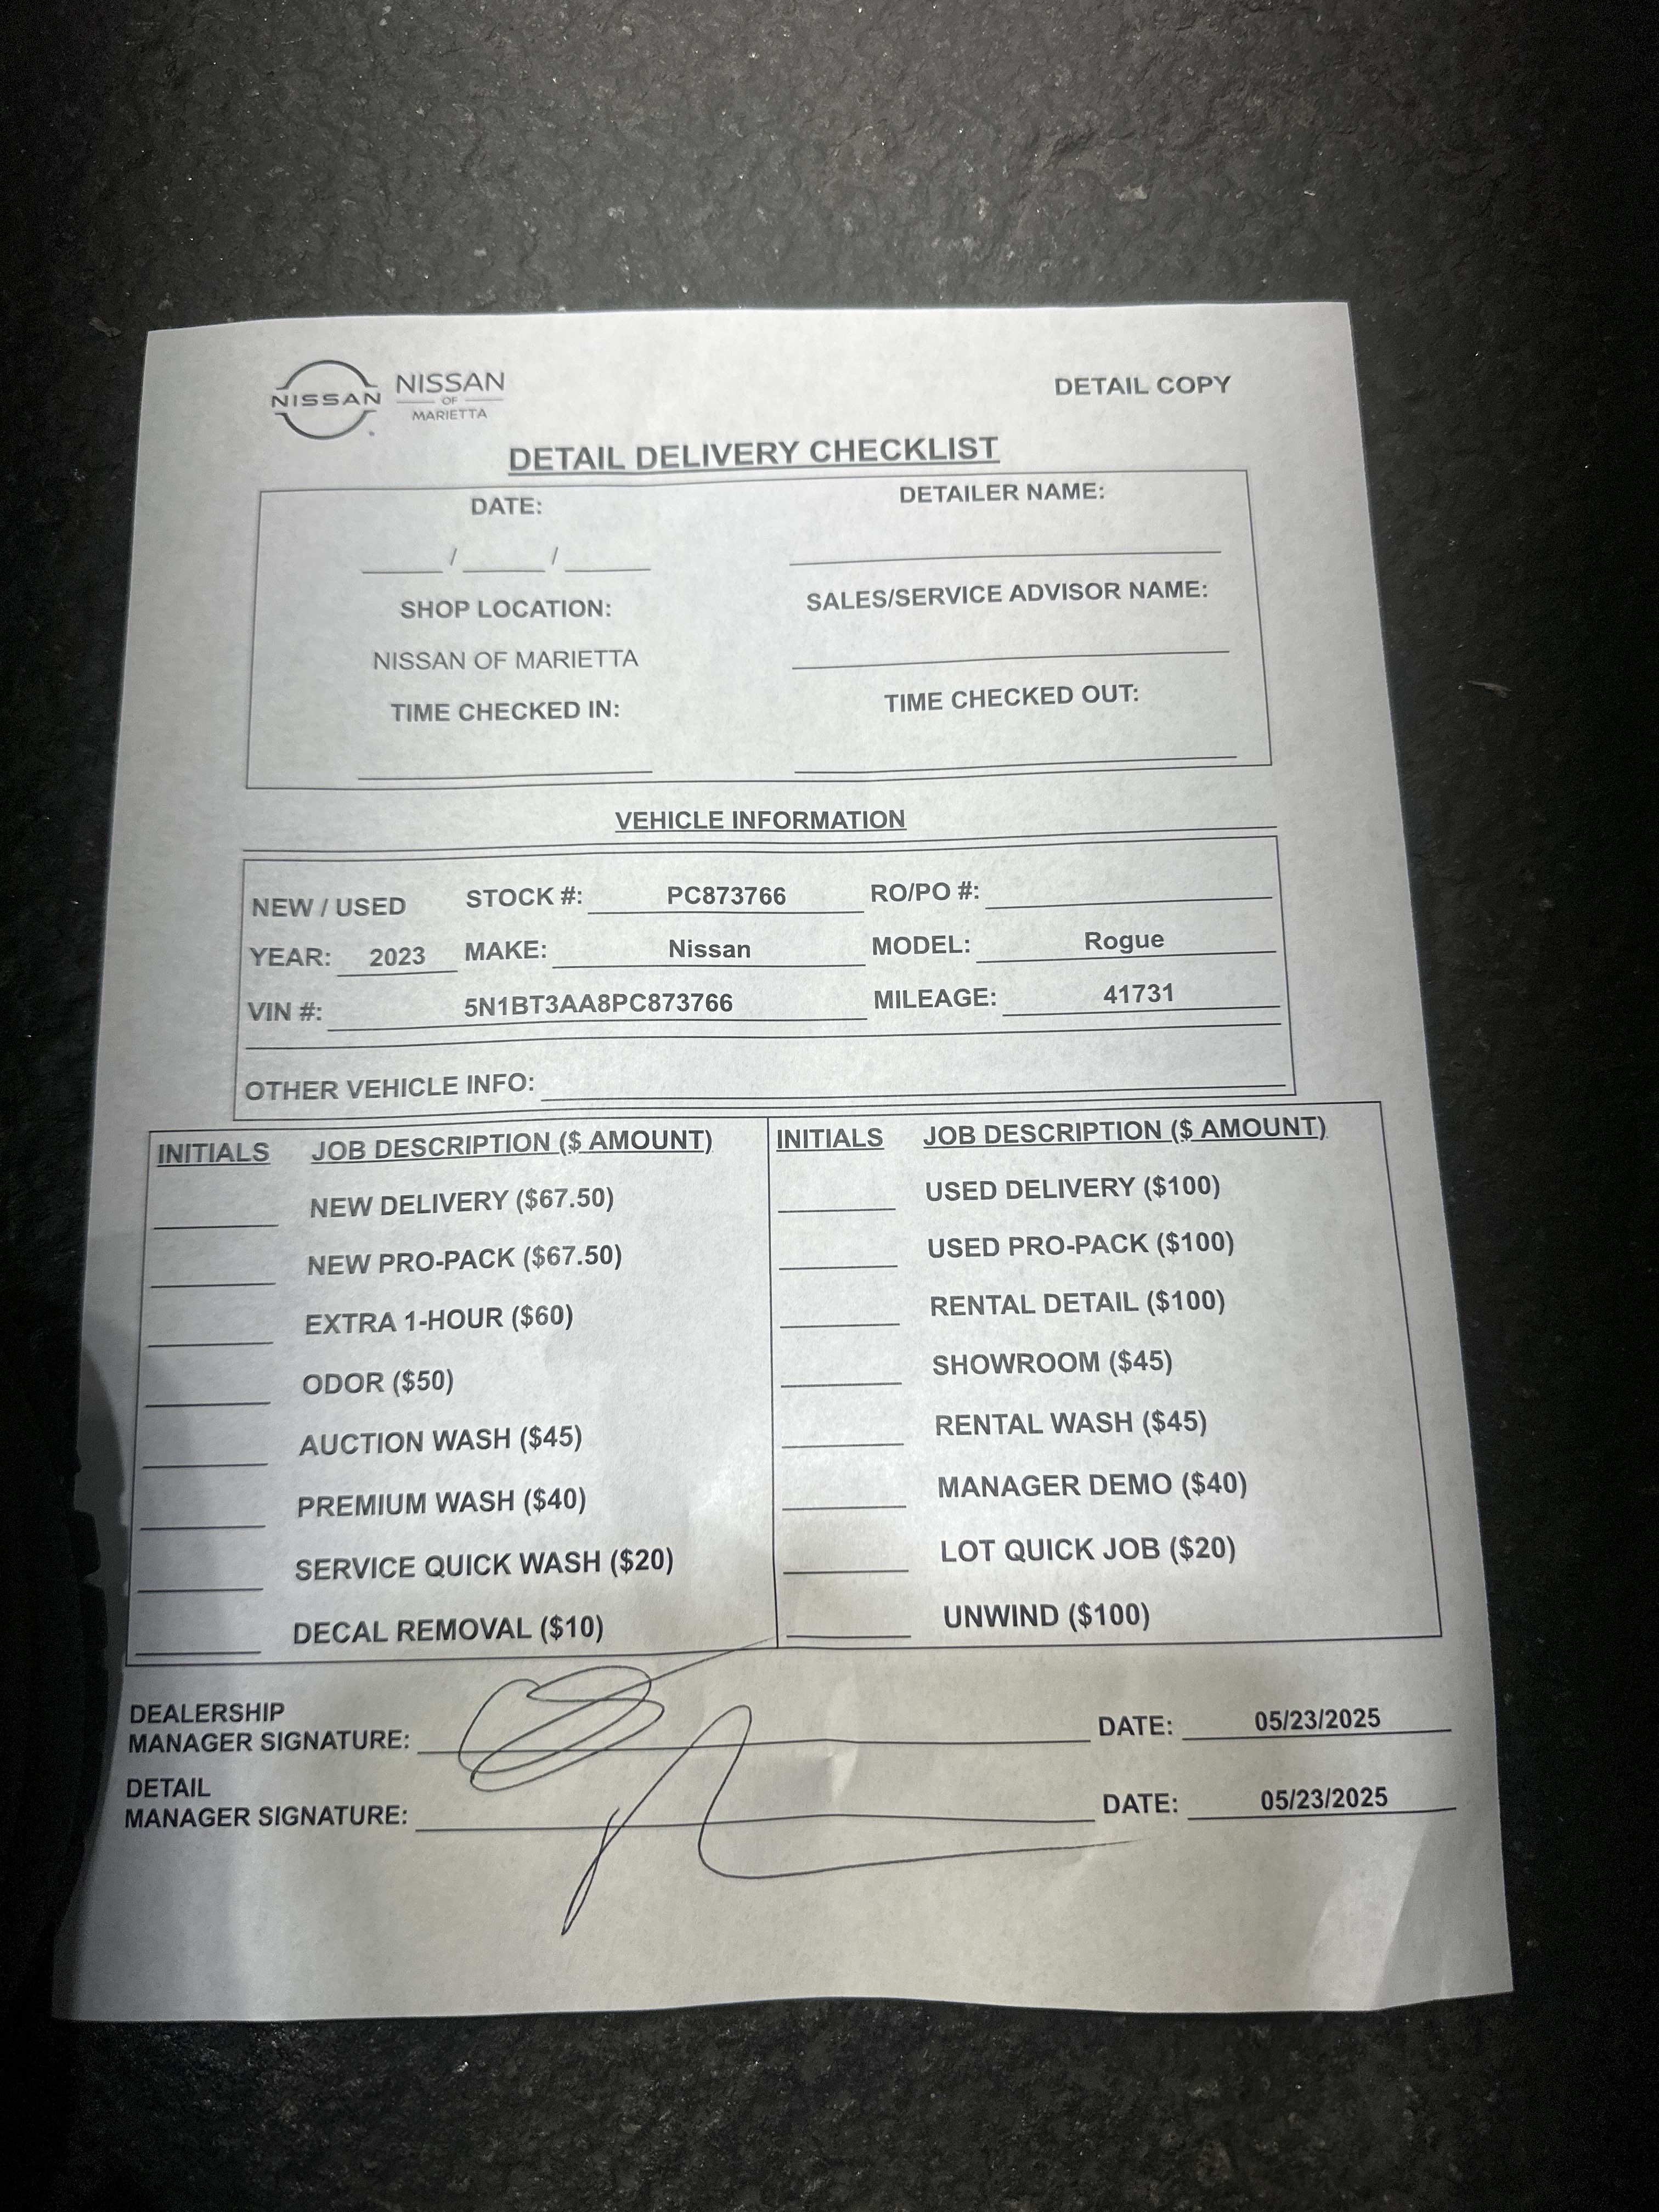 NISSAN NISSAN OF MARIETTA
DETAIL COPY
DETAIL DELIVERY CHECKLIST
DATE: DETAILER NAME:
____ / ____ / ____ ____________
SHOP LOCATION: SALES/SERVICE ADVISOR NAME:
NISSAN OF MARIETTA ____________
TIME CHECKED IN: TIME CHECKED OUT:
VEHICLE INFORMATION
NEW / USED STOCK #: PC873766 RO/PO #:
YEAR: 2023 MAKE: Nissan MODEL: Rogue
VIN #: 5N1BT3AA8PC873766 MILEAGE: 41731
OTHER VEHICLE INFO:
INITIALS JOB DESCRIPTION ($ AMOUNT) INITIALS JOB DESCRIPTION ($ AMOUNT)
NEW DELIVERY ($67.50) USED DELIVERY ($100)
NEW PRO-PACK ($67.50) USED PRO-PACK ($100)
EXTRA 1-HOUR ($60) RENTAL DETAIL ($100)
ODOR ($50) SHOWROOM ($45)
AUCTION WASH ($45) RENTAL WASH ($45)
PREMIUM WASH ($40) MANAGER DEMO ($40)
SERVICE QUICK WASH ($20) LOT QUICK JOB ($20)
DECAL REMOVAL ($10) UNWIND ($100)
DEALERSHIP
MANAGER SIGNATURE: DATE: 05/23/2025
DETAIL
MANAGER SIGNATURE: DATE: 05/23/2025